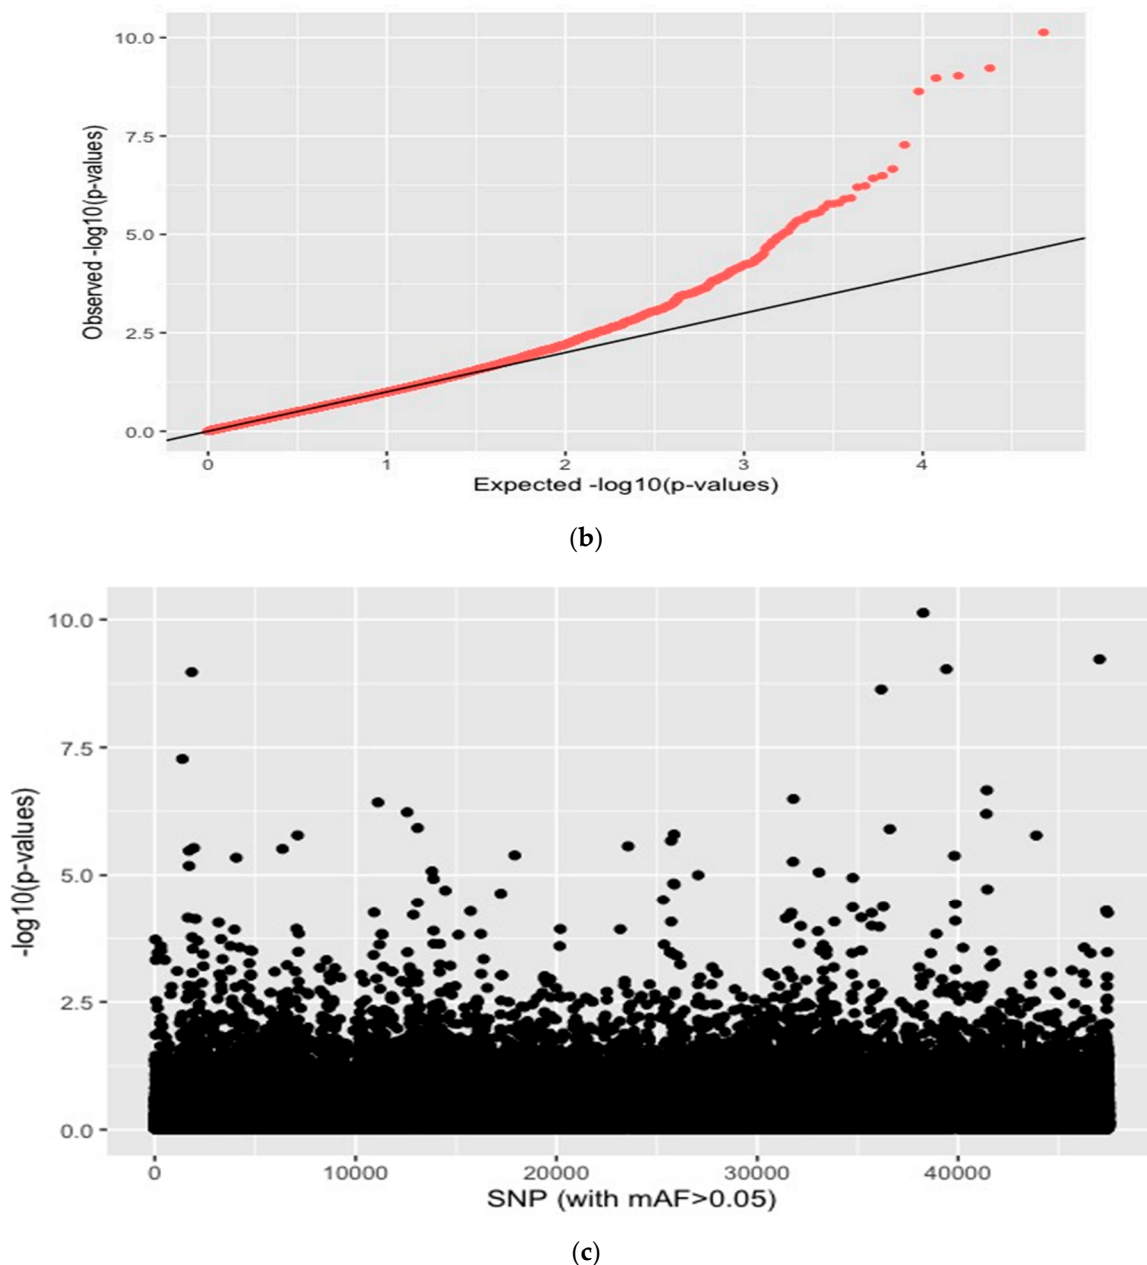 10.0
7.5
5.0
2.5
0.0
Observed -log10(p-values)
0 1 2 3 4
Expected -log10(p-values)
(b)
10.0
7.5
5.0
2.5
0.0
-log10(p-values)
0 10000 20000 30000 40000
SNP (with mAF>0.05)
(c)